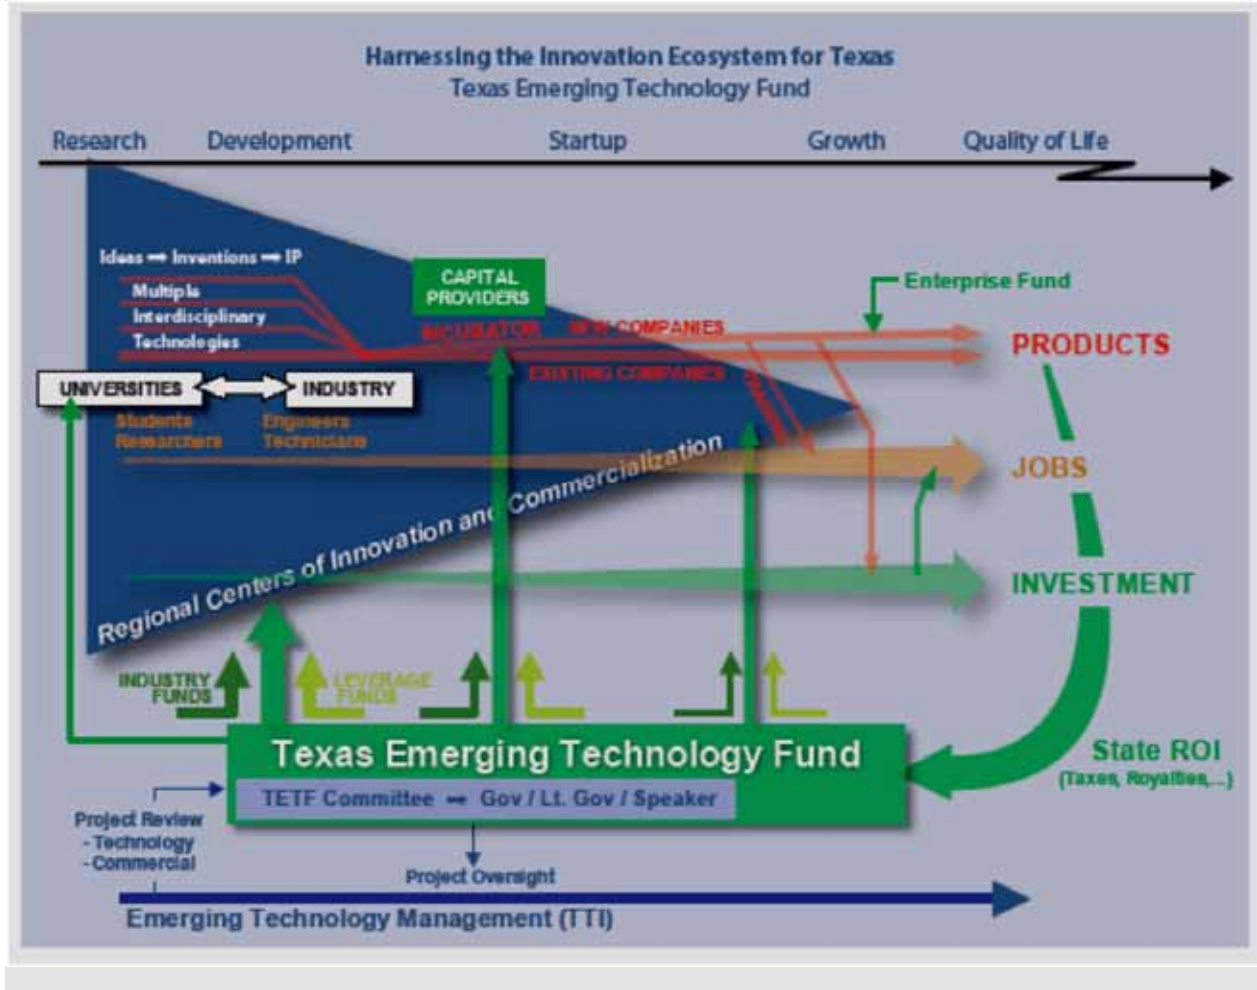 Harnessing the Innovation Ecosystem for Texas
Texas Emerging Technology Fund
Research Development Startup Growth Quality of Life
Ideas ➡ Inventions ➡ IP
Multiple
Interdisciplinary
Technologies
CAPITAL
PROVIDERS
Enterprise Fund
INCUBATOR NEW COMPANIES
EXISTING COMPANIES
PRODUCTS
UNIVERSITIES INDUSTRY
Students
Researchers
Engineers
Technicians
JOBS
Regional Centers of Innovation and Commercialization
INVESTMENT
INDUSTRY
FUNDS
LEVERAGE
FUNDS
Texas Emerging Technology Fund
TETF Committee ➡ Gov / Lt. Gov / Speaker
State ROI
(Taxes, Royalties,...)
Project Review
- Technology
- Commercial
Project Oversight
Emerging Technology Management (TTI)